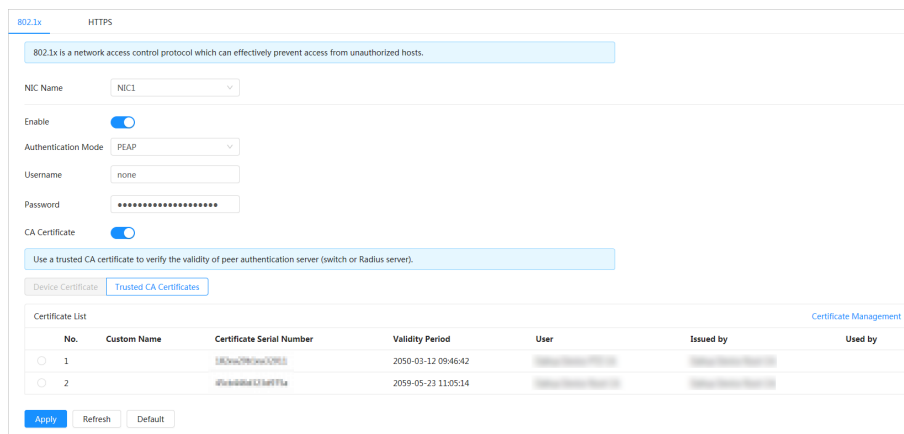 802.1x HTTPS
802.1x is a network access control protocol which can effectively prevent access from unauthorized hosts.
NIC Name NIC1
Enable
Authentication Mode PEAP
Username none
Password ••••••••••••••••••••
CA Certificate
Use a trusted CA certificate to verify the validity of peer authentication server (switch or Radius server).
Device Certificate Trusted CA Certificates
Certificate List Certificate Management
No. Custom Name Certificate Serial Number Validity Period User Issued by Used by
1 2050-03-12 09:46:42
2 2059-05-23 11:05:14
Apply Refresh Default